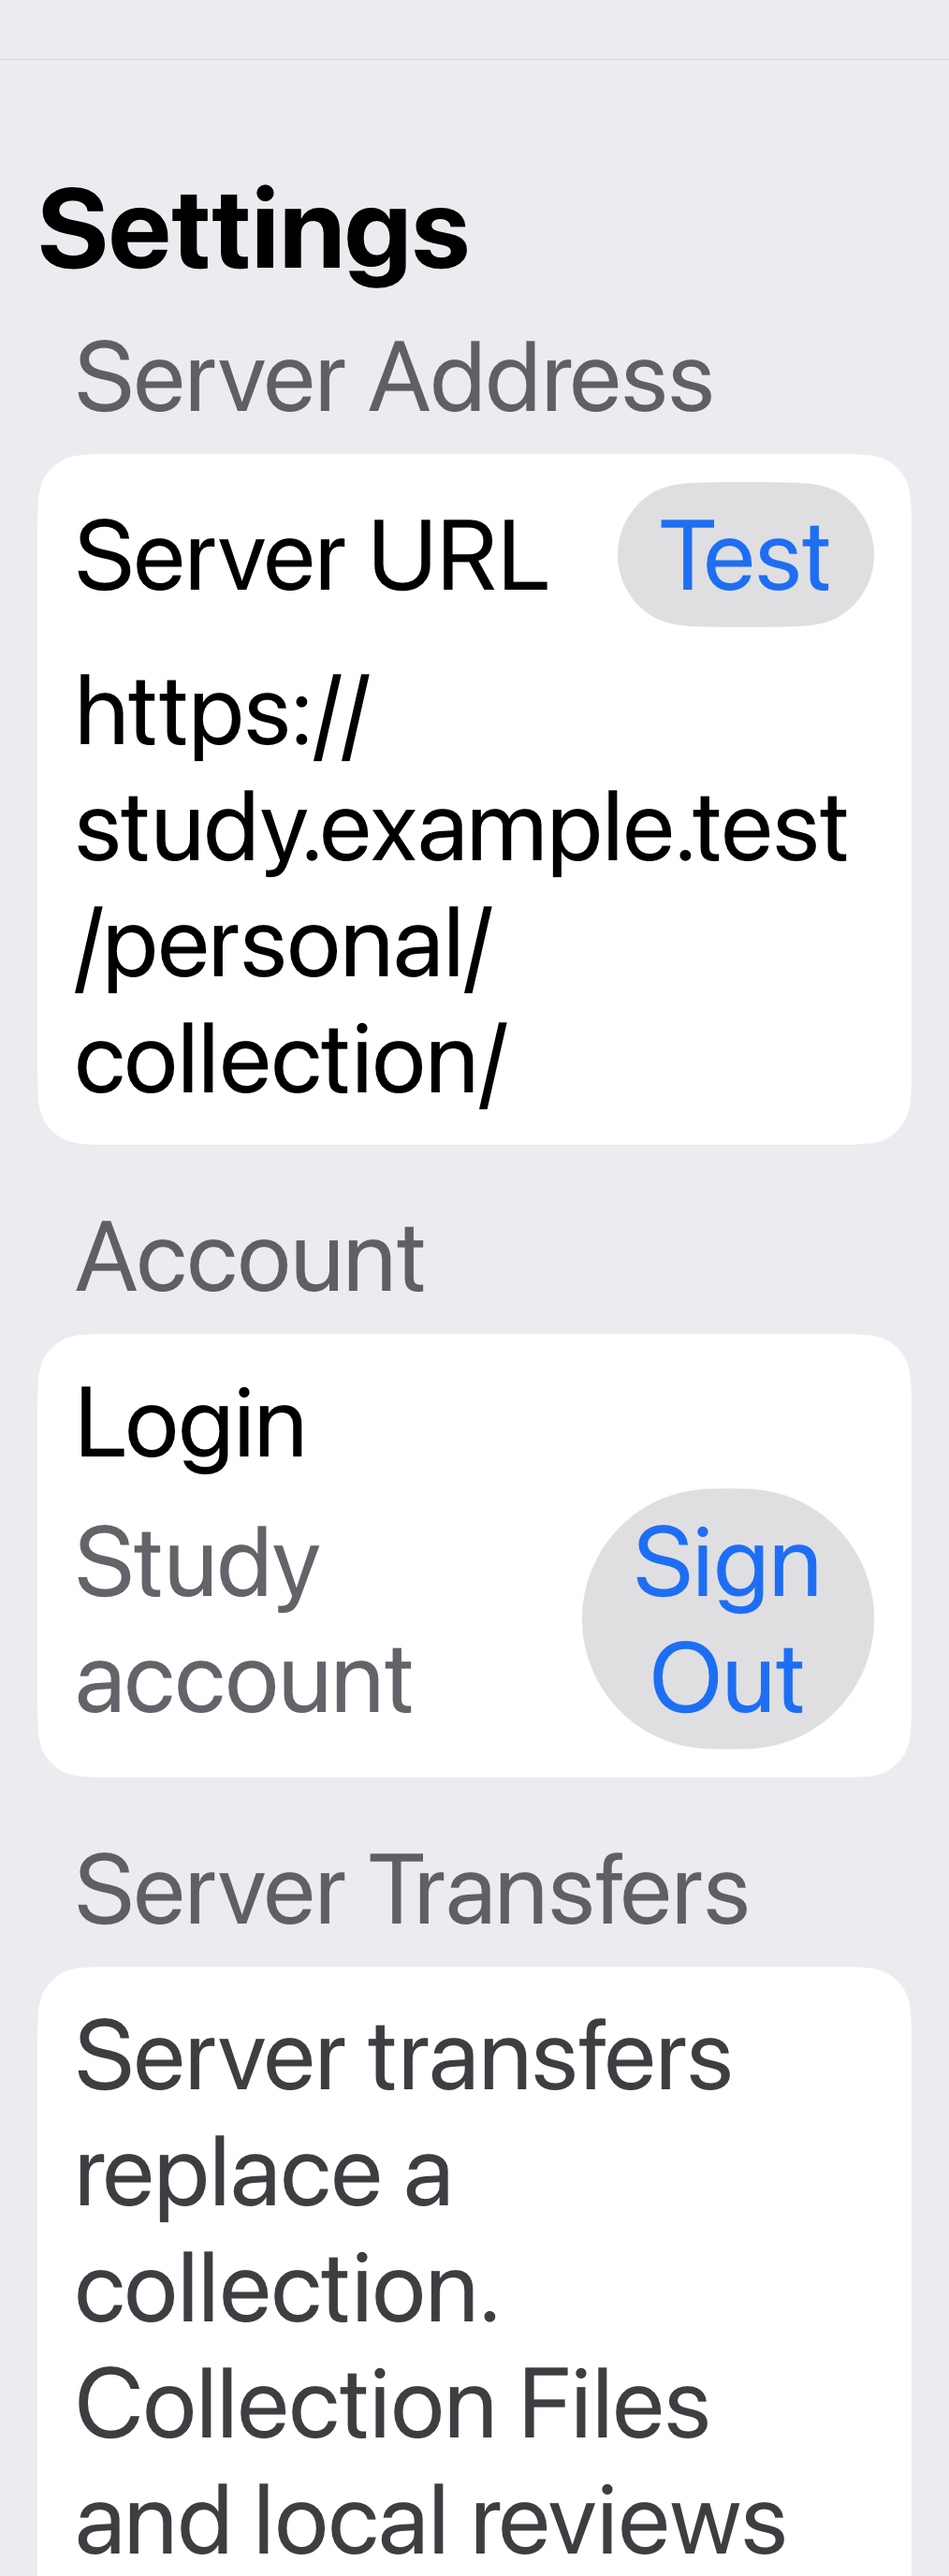 Settings
Server Address
Server URL Test
https://
study.example.test
/personal/
collection/
Account
Login
Study
account
Sign
Out
Server Transfers
Server transfers
replace a
collection.
Collection Files
and local reviews